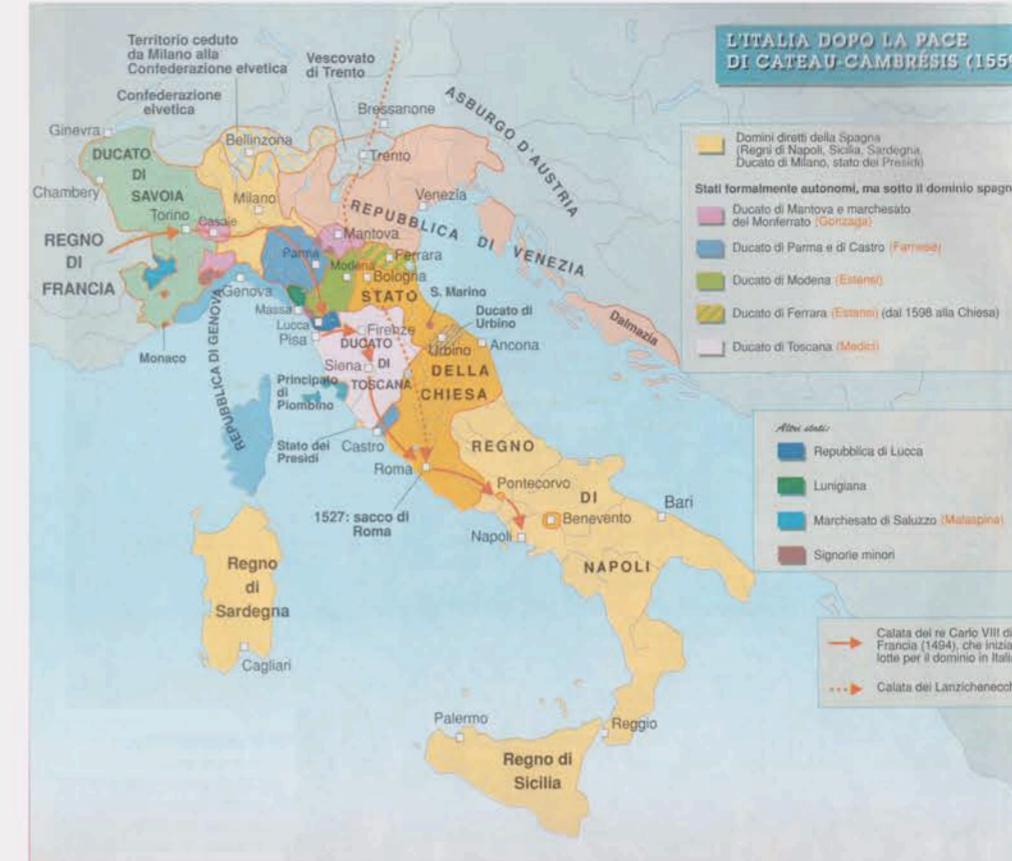 L'ITALIA DOPO LA PACE
DI CATEAU-CAMBRÉSIS (1559
Territorio ceduto
da Milano alla
Confederazione elvetica
Vescovato
di Trento
Confederazione
elvetica
Bressanone
ASBURGO D'AUSTRIA
Ginevra
Bellinzona
Trento
DUCATO
DI
SAVOIA
Chambery
Milano
Venezia
Torino
Casale
REPUBBLICA DI VENEZIA
Mantova
REGNO
DI
FRANCIA
Parma
Ferrara
Modena
Bologna
Genova
STATO
S. Marino
Massa
Ducato di
Urbino
Dalmazia
Lucca
Firenze
Pisa
Urbino
Ancona
Monaco
DUCATO
DI
TOSCANA
Siena
DELLA
CHIESA
REPUBBLICA DI GENOVA
Principato
di
Piombino
Stato dei
Presidi
Castro
REGNO
Roma
Pontecorvo
DI
Bari
1527: sacco di
Roma
Benevento
Napoli
NAPOLI
Regno
di
Sardegna
Cagliari
Palermo
Reggio
Regno di
Sicilia
Domini diretti della Spagna
(Regni di Napoli, Sicilia, Sardegna,
Ducato di Milano, stato dei Presidi)
Stati formalmente autonomi, ma sotto il dominio spagn
Ducato di Mantova e marchesato
del Monferrato (Gonzaga)
Ducato di Parma e di Castro (Farnese)
Ducato di Modena (Estensi)
Ducato di Ferrara (Estensi) (dal 1598 alla Chiesa)
Ducato di Toscana (Medici)
Altri stati:
Repubblica di Lucca
Lunigiana
Marchesato di Saluzzo (Malaspina)
Signorie minori
Calata del re Carlo VIII di
Francia (1494), che inizia
lotte per il dominio in Itali
Calata dei Lanzichenecch